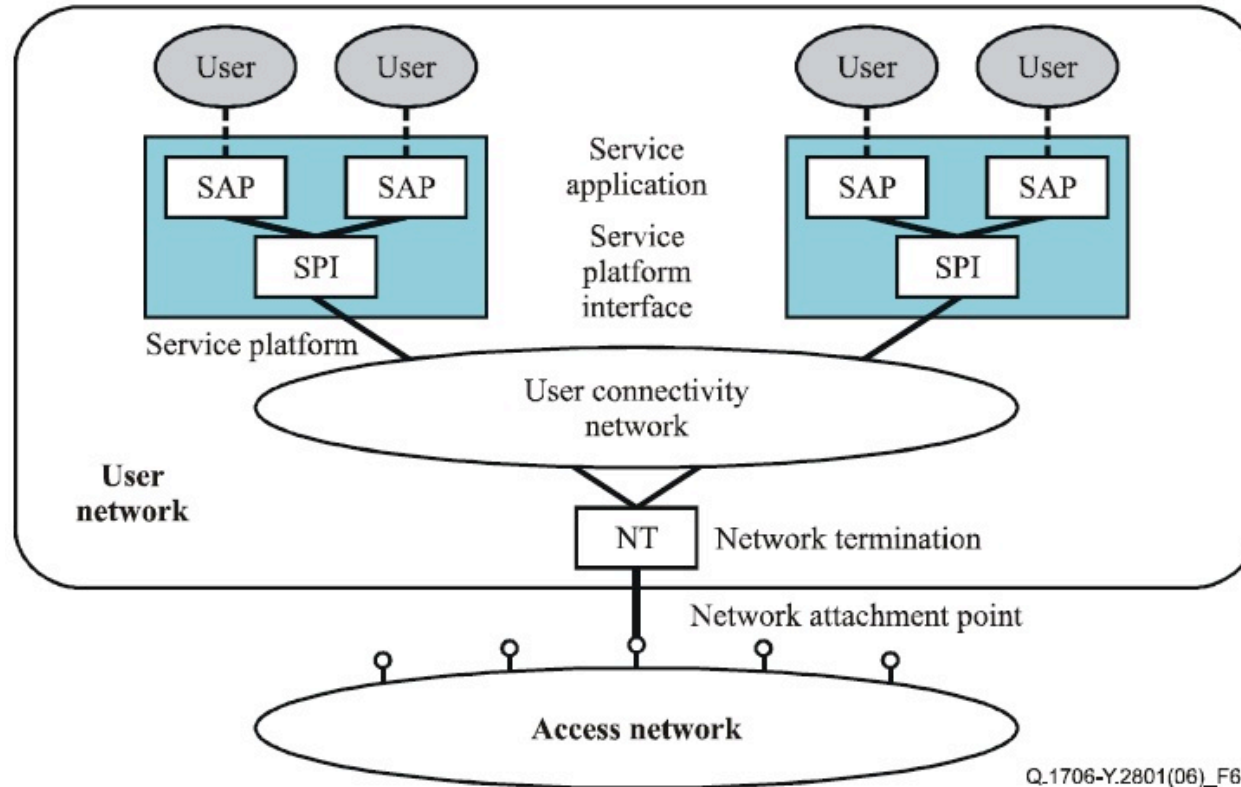 User
User
User
User
SAP
SAP
Service
application
SAP
SAP
SPI
Service
platform
interface
SPI
Service platform
User connectivity
network
User
network
NT
Network termination
Network attachment point
Access network
Q.1706-Y.2801(06)_F6